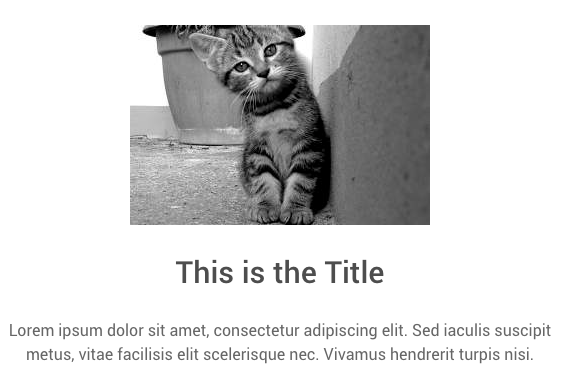 This is the Title
Lorem ipsum dolor sit amet, consectetur adipiscing elit. Sed iaculis suscipit
metus, vitae facilisis elit scelerisque nec. Vivamus hendrerit turpis nisi.